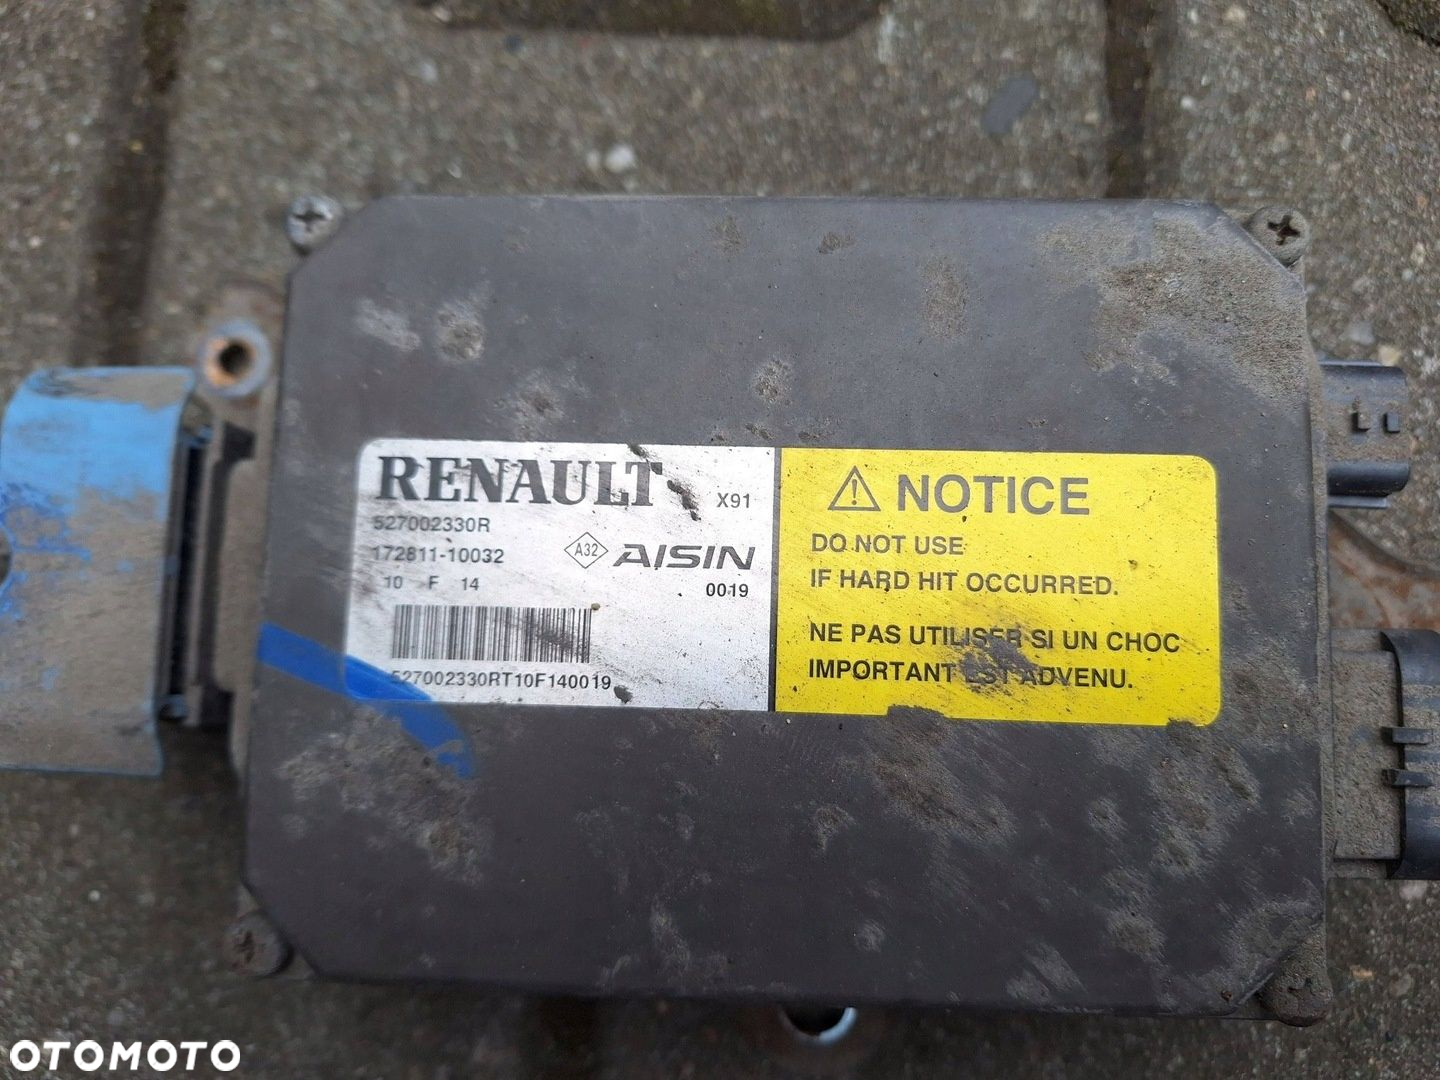 RENAULT X91
527002330R
172811-10032 A32 AISIN
10 F 14 0019
527002330RT10F140019
⚠ NOTICE
DO NOT USE
IF HARD HIT OCCURRED.
NE PAS UTILISER SI UN CHOC
IMPORTANT EST ADVENU.
OTOMOTO